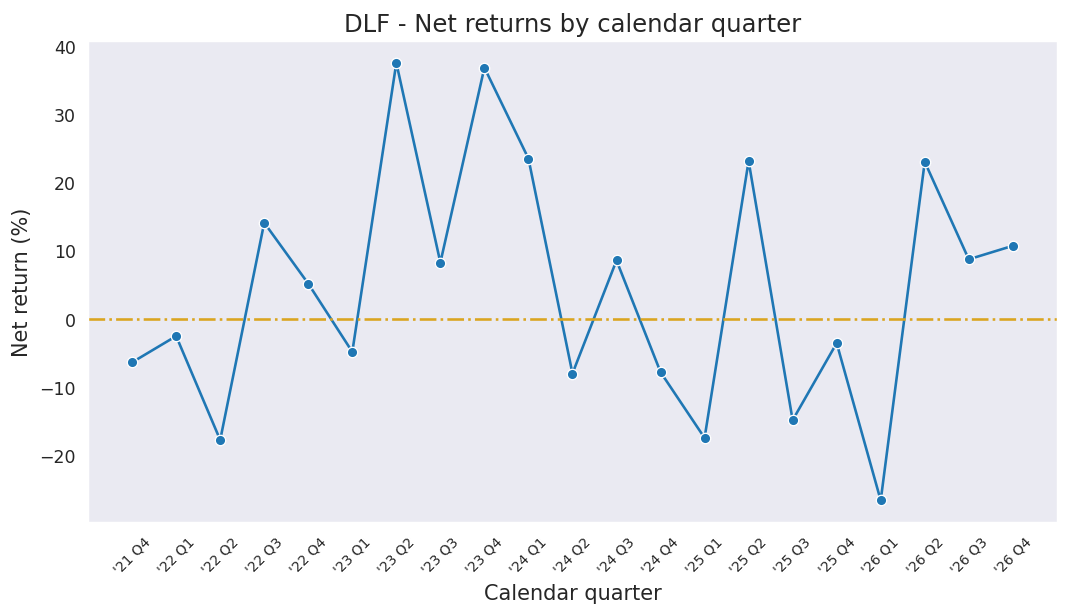 DLF - Net returns by calendar quarter
Net return (%)
40
30
20
10
0
−10
−20
'21 Q4
'22 Q1
'22 Q2
'22 Q3
'22 Q4
'23 Q1
'23 Q2
'23 Q3
'23 Q4
'24 Q1
'24 Q2
'24 Q3
'24 Q4
'25 Q1
'25 Q2
'25 Q3
'25 Q4
'26 Q1
'26 Q2
'26 Q3
'26 Q4
Calendar quarter